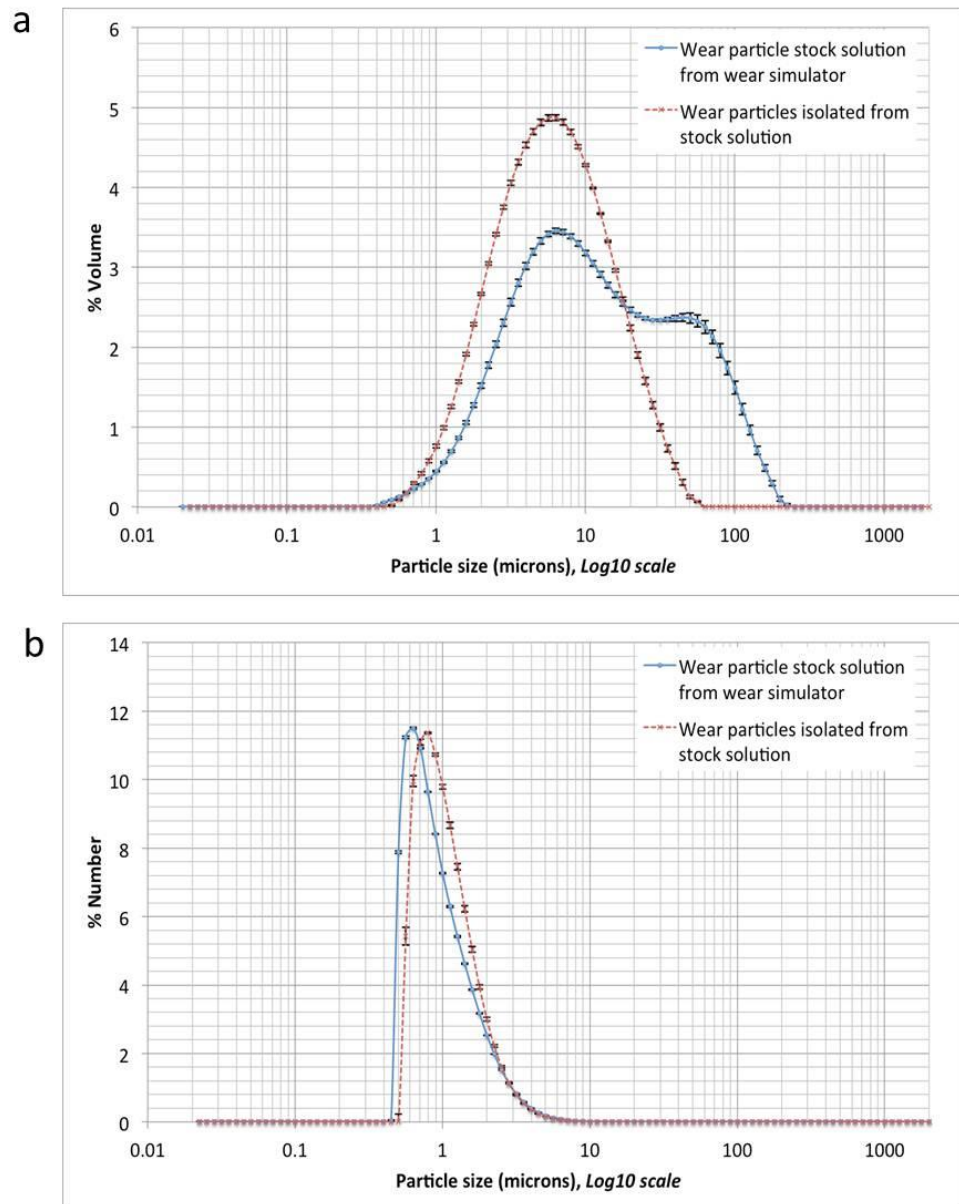 a
6
5
4
3
2
1
0
% Volume
Wear particle stock solution
from wear simulator
Wear particles isolated from
stock solution
0.01 0.1 1 10 100 1000
Particle size (microns), Log10 scale
b
14
12
10
8
6
4
2
0
% Number
Wear particle stock solution
from wear simulator
Wear particles isolated from
stock solution
0.01 0.1 1 10 100 1000
Particle size (microns), Log10 scale